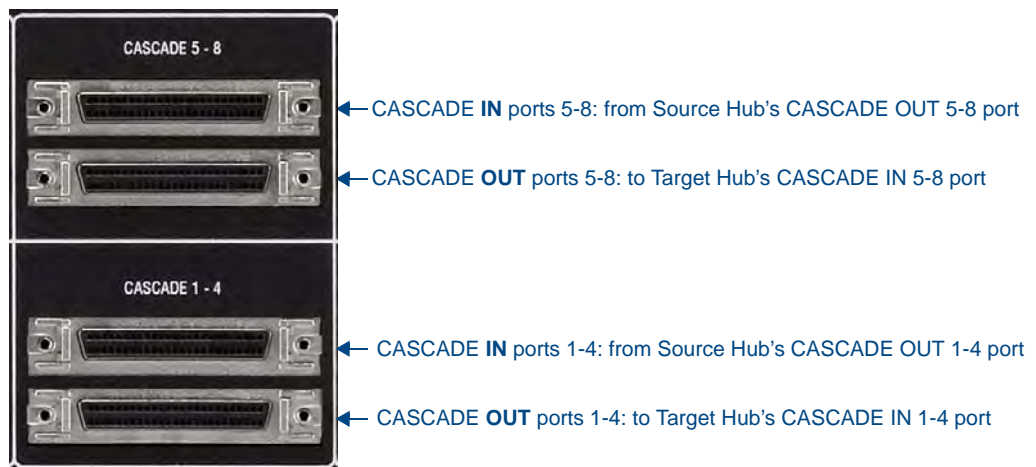 CASCADE 5 - 8
CASCADE IN ports 5-8: from Source Hub’s CASCADE OUT 5-8 port
CASCADE OUT ports 5-8: to Target Hub’s CASCADE IN 5-8 port
CASCADE 1 - 4
CASCADE IN ports 1-4: from Source Hub’s CASCADE OUT 1-4 port
CASCADE OUT ports 1-4: to Target Hub’s CASCADE IN 1-4 port